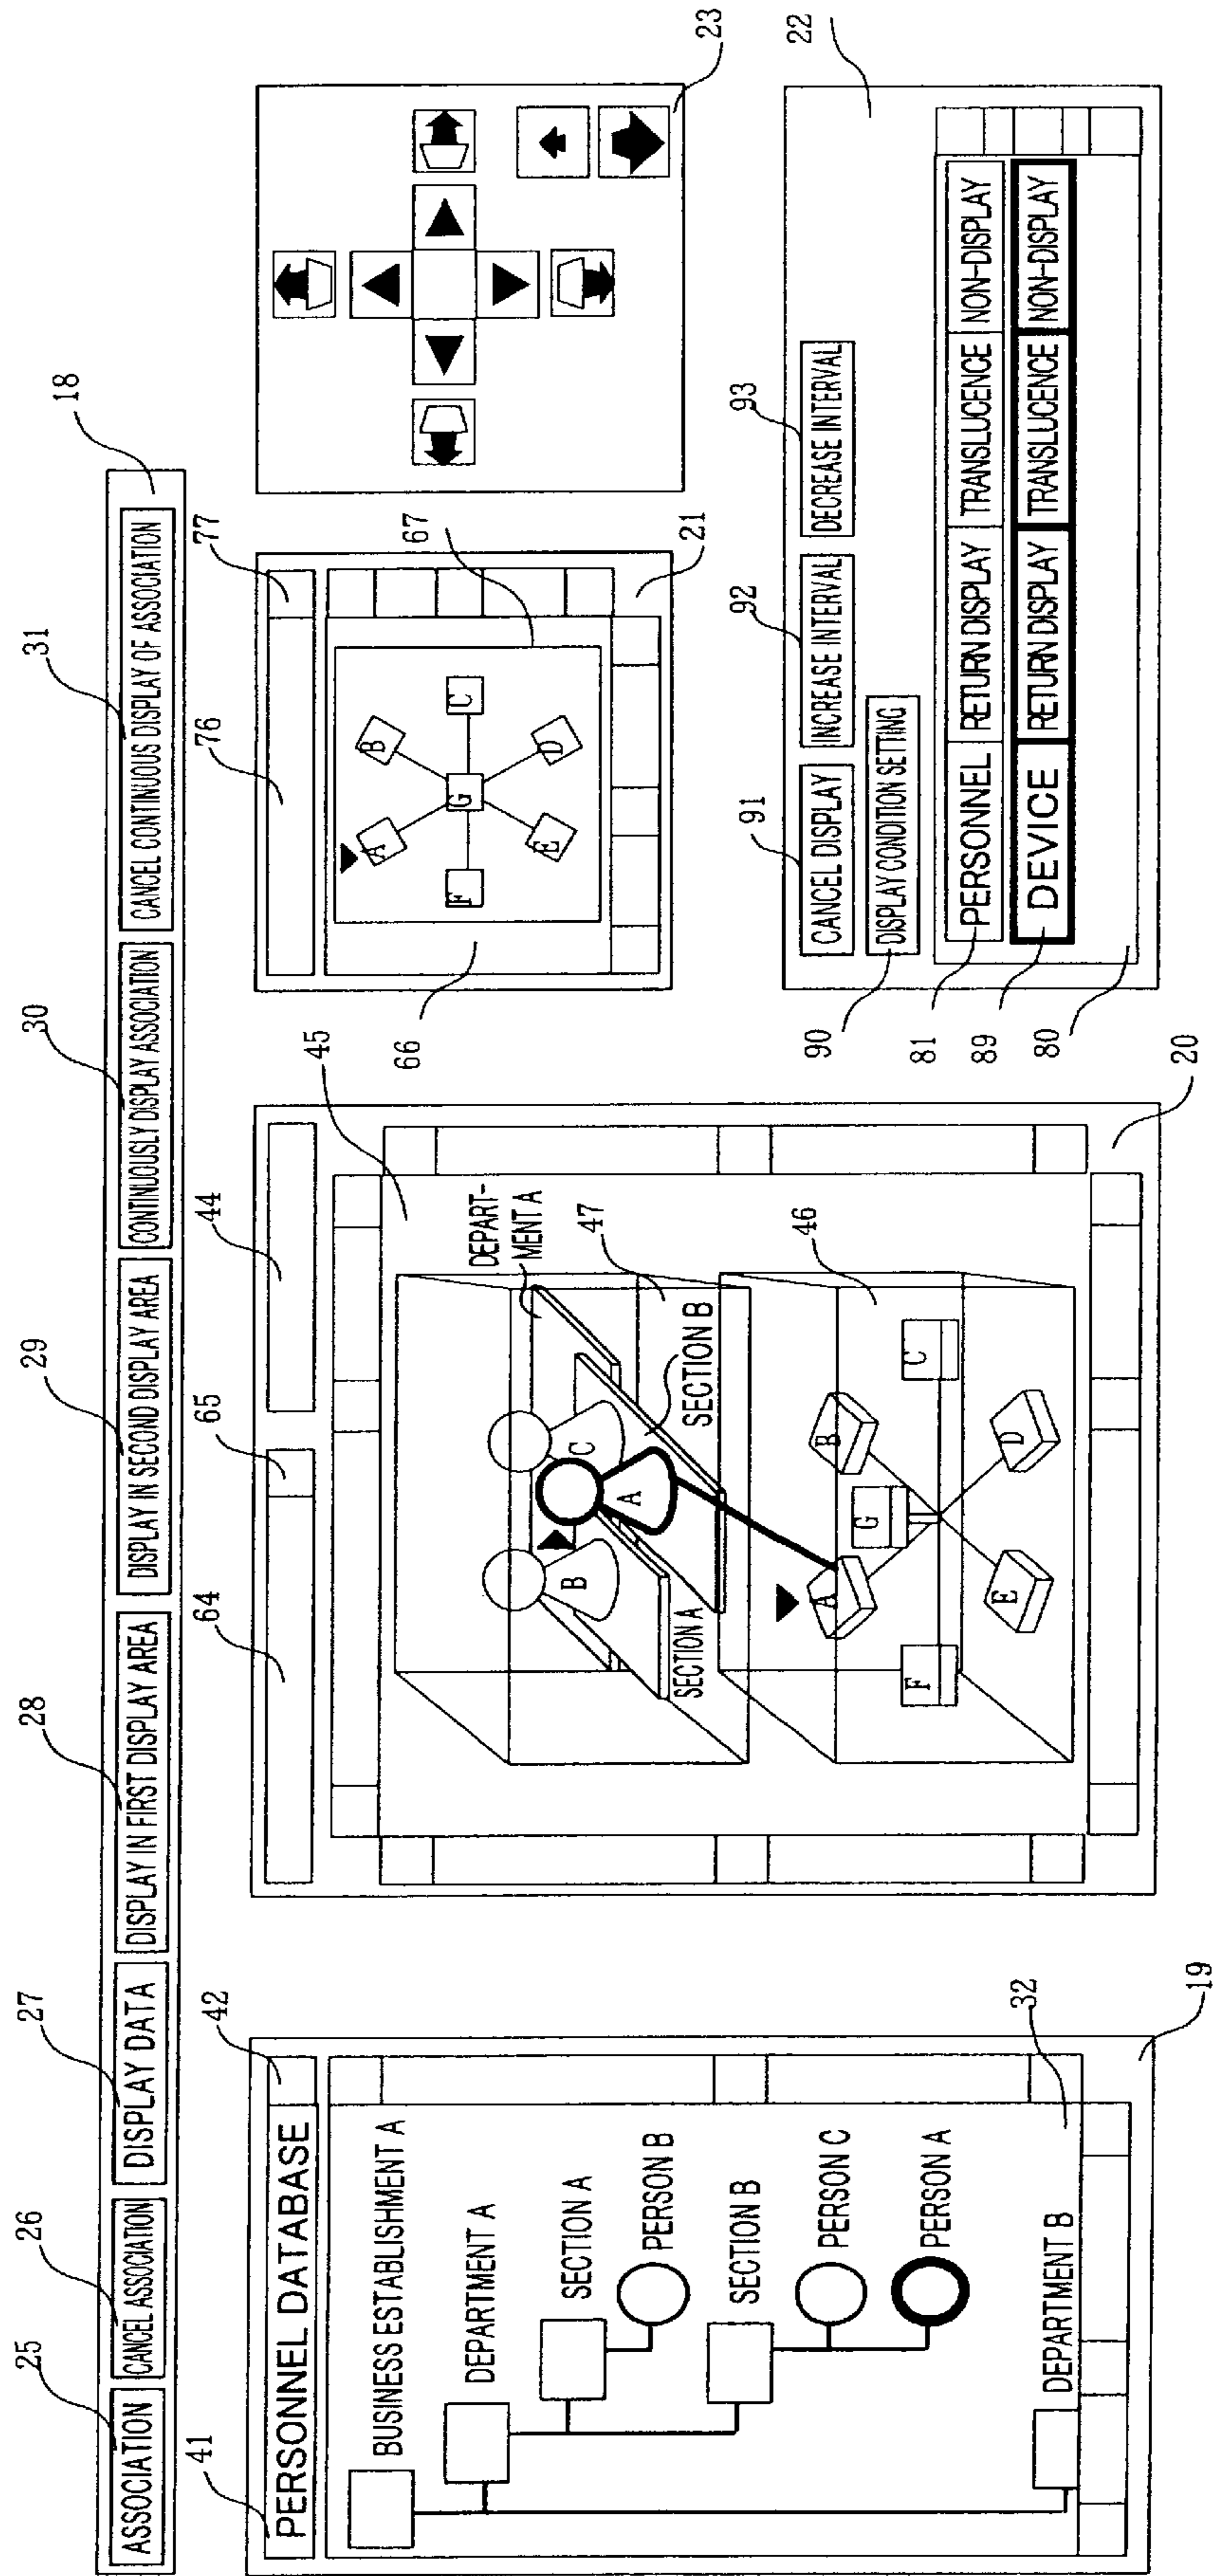 25
26
27
28
29
30
31
18
ASSOCIATION
CANCEL ASSOCIATION
DISPLAY DATA
DISPLAY IN FIRST DISPLAY AREA
DISPLAY IN SECOND DISPLAY AREA
CONTINUOUSLY DISPLAY ASSOCIATION
CANCEL CONTINUOUS DISPLAY OF ASSOCIATION
41
42
PERSONNEL DATABASE
BUSINESS ESTABLISHMENT A
DEPARTMENT A
SECTION A
PERSON B
SECTION B
PERSON C
PERSON A
DEPARTMENT B
32
19
64
65
44
45
DEPART-
MENT A
47
B
A
C
SECTION A
SECTION B
46
A
B
G
F
C
E
D
20
76
77
A
B
F
G
C
E
D
66
67
21
23
91
92
93
22
CANCEL DISPLAY
INCREASE INTERVAL
DECREASE INTERVAL
DISPLAY CONDITION SETTING
90
PERSONNEL
RETURN DISPLAY
TRANSLUCENCE
NON-DISPLAY
81
DEVICE
RETURN DISPLAY
TRANSLUCENCE
NON-DISPLAY
89
80